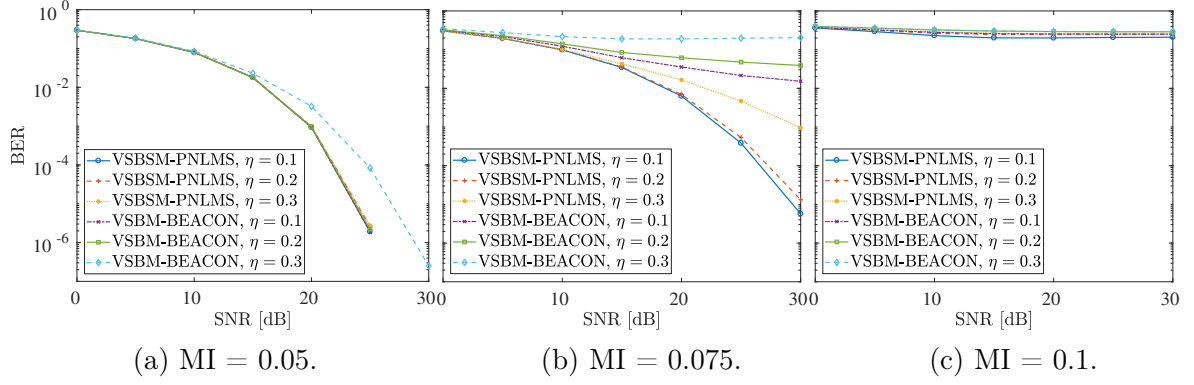 10^0
10^-2
10^-4
10^-6
BER
VSBSM-PNLMS, η = 0.1
VSBSM-PNLMS, η = 0.2
VSBSM-PNLMS, η = 0.3
VSBM-BEACON, η = 0.1
VSBM-BEACON, η = 0.2
VSBM-BEACON, η = 0.3
0 10 20 30
SNR [dB]
(a) MI = 0.05.
VSBSM-PNLMS, η = 0.1
VSBSM-PNLMS, η = 0.2
VSBSM-PNLMS, η = 0.3
VSBM-BEACON, η = 0.1
VSBM-BEACON, η = 0.2
VSBM-BEACON, η = 0.3
0 10 20 30
SNR [dB]
(b) MI = 0.075.
VSBSM-PNLMS, η = 0.1
VSBSM-PNLMS, η = 0.2
VSBSM-PNLMS, η = 0.3
VSBM-BEACON, η = 0.1
VSBM-BEACON, η = 0.2
VSBM-BEACON, η = 0.3
0 10 20 30
SNR [dB]
(c) MI = 0.1.